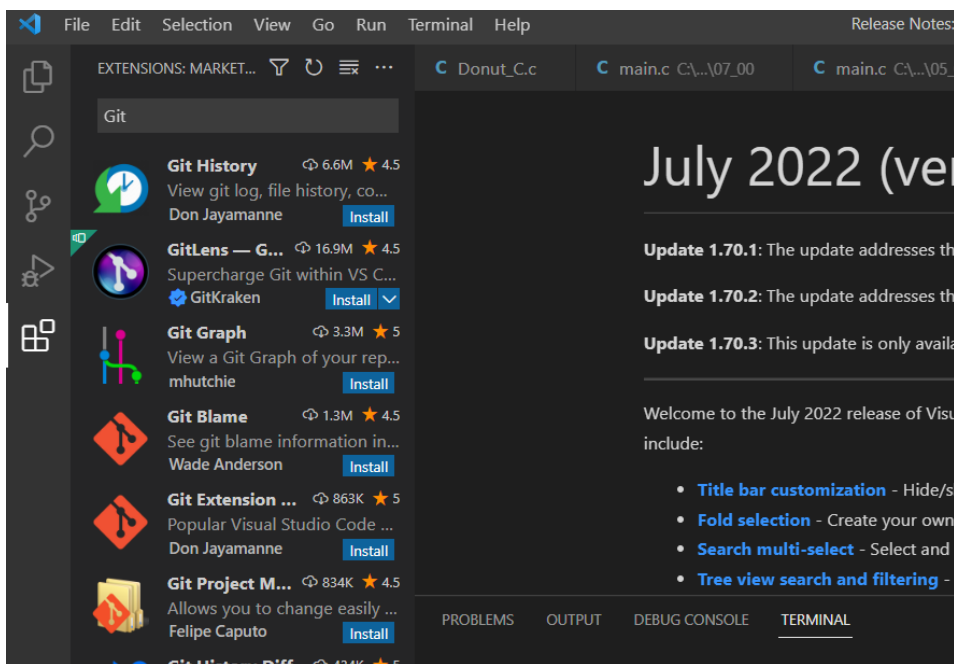 File Edit Selection View Go Run Terminal Help Release Notes:
EXTENSIONS: MARKET...
C Donut_C.c C main.c C:\...\07_00 C main.c C:\...\05_
Git
Git History 6.6M ★ 4.5
View git log, file history, co...
Don Jayamanne Install
GitLens — G... 16.9M ★ 4.5
Supercharge Git within VS C...
GitKraken Install
Git Graph 3.3M ★ 5
View a Git Graph of your rep...
mhutchie Install
Git Blame 1.3M ★ 4.5
See git blame information in...
Wade Anderson Install
Git Extension ... 863K ★ 5
Popular Visual Studio Code ...
Don Jayamanne Install
Git Project M... 834K ★ 4.5
Allows you to change easily ...
Felipe Caputo Install
Git History Diff 424K ★ 5
July 2022 (ver
Update 1.70.1: The update addresses th
Update 1.70.2: The update addresses th
Update 1.70.3: This update is only availa
Welcome to the July 2022 release of Visu
include:
• Title bar customization - Hide/s
• Fold selection - Create your own
• Search multi-select - Select and
• Tree view search and filtering -
PROBLEMS OUTPUT DEBUG CONSOLE TERMINAL